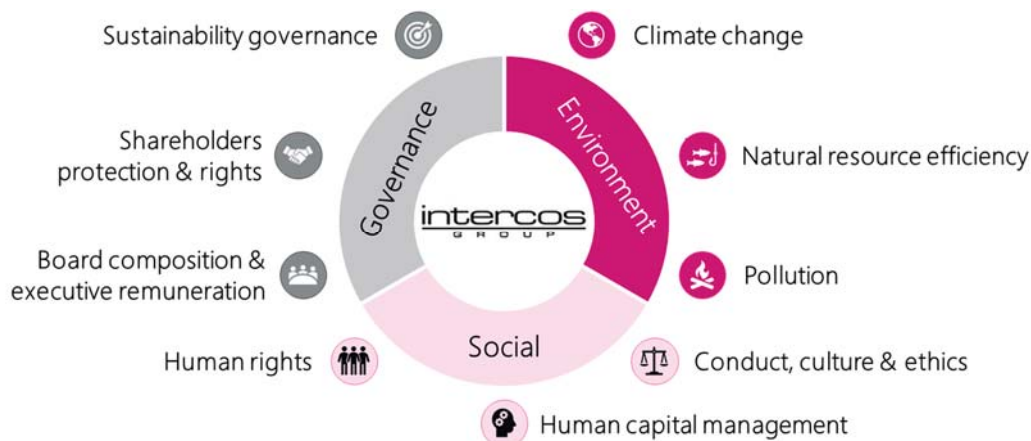 Sustainability governance
Climate change
Shareholders
protection & rights
Governance
Environment
Natural resource efficiency
intercos
GROUP
Board composition &
executive remuneration
Pollution
Social
Human rights
Conduct, culture & ethics
Human capital management